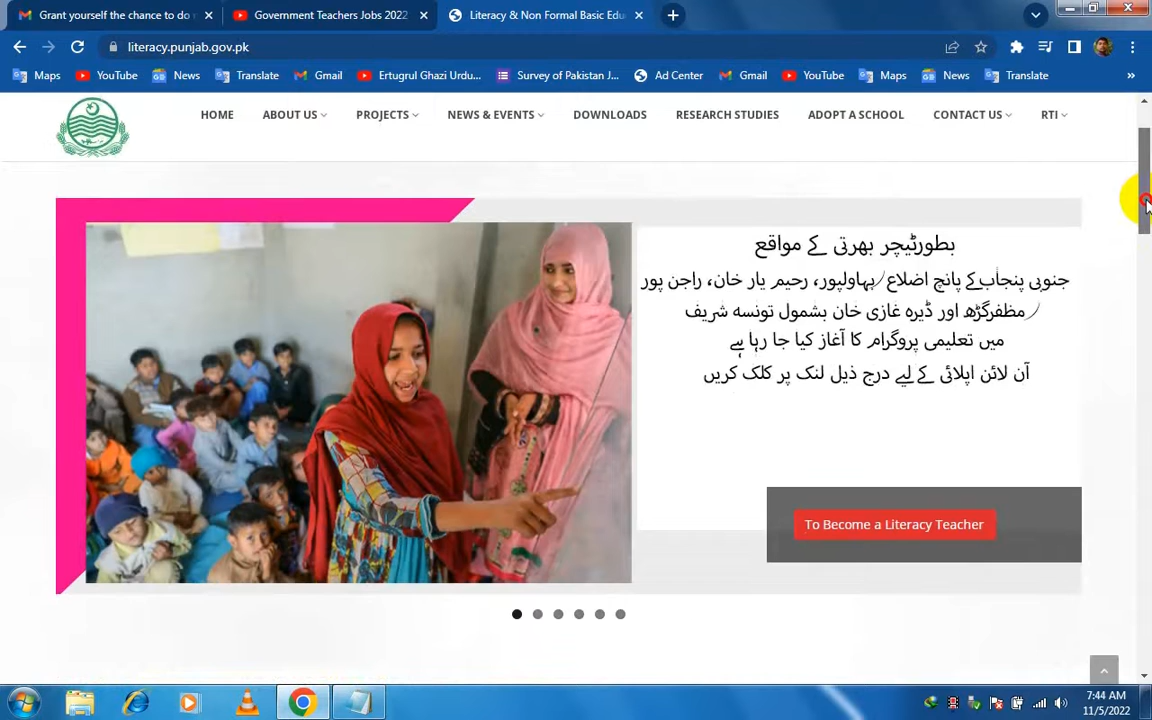 Grant yourself the chance to do
Government Teachers Jobs 2022
Literacy & Non Formal Basic Edu
literacy.punjab.gov.pk
Maps
YouTube
News
Translate
Gmail
Ertugrul Ghazi Urdu...
Survey of Pakistan J...
Ad Center
Gmail
YouTube
Maps
News
Translate
HOME
ABOUT US
PROJECTS
NEWS & EVENTS
DOWNLOADS
RESEARCH STUDIES
ADOPT A SCHOOL
CONTACT US
RTI
بطورٹیچر بھرتی کے مواقع
جنوبی پنجاب کے پانچ اضلاع (بہاولپور، رحیم یار خان، راجن پور
مظفرگڑھ اور ڈیرہ غازی خان بشمول تونسہ شریف)
میں تعلیمی پروگرام کا آغاز کیا جا رہا ہے
آن لائن اپلائی کے لیے درج ذیل لنک پر کلک کریں
To Become a Literacy Teacher
7:44 AM
11/5/2022